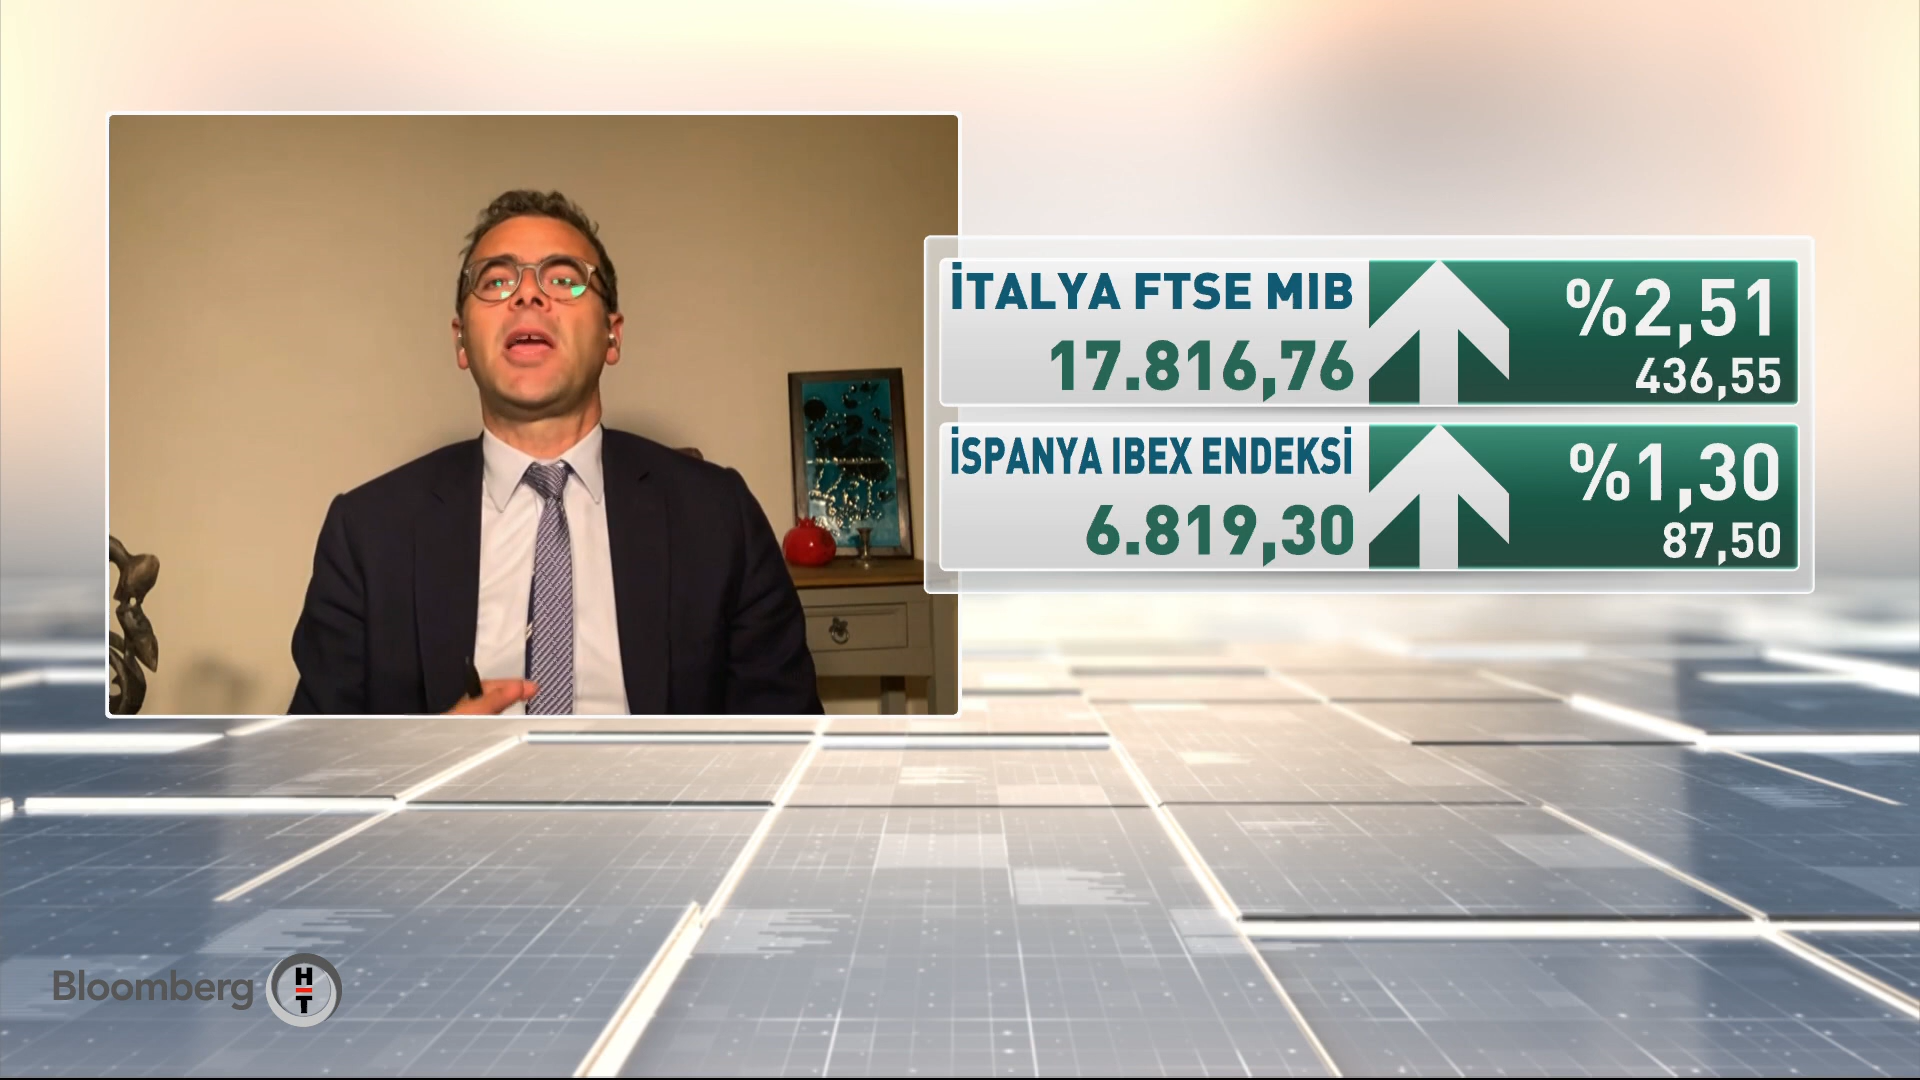 İTALYA FTSE MIB
17.816,76
%2,51
436,55
İSPANYA IBEX ENDEKSİ
6.819,30
%1,30
87,50
Bloomberg HT